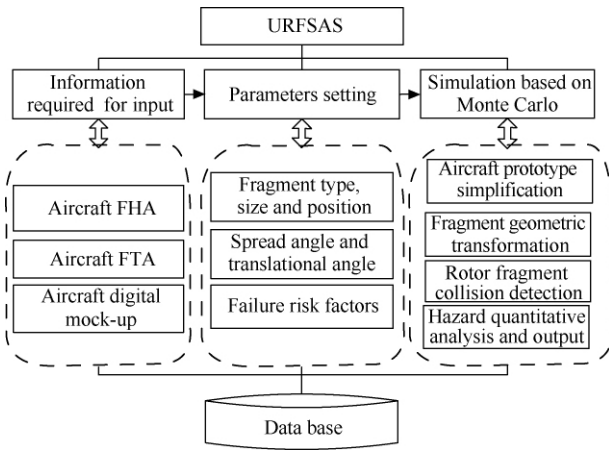 URFSAS
Information
required for input
Parameters setting
Simulation based on
Monte Carlo
Aircraft FHA
Aircraft FTA
Aircraft digital
mock-up
Fragment type,
size and position
Spread angle and
translational angle
Failure risk factors
Aircraft prototype
simplification
Fragment geometric
transformation
Rotor fragment
collision detection
Hazard quantitative
analysis and output
Data base